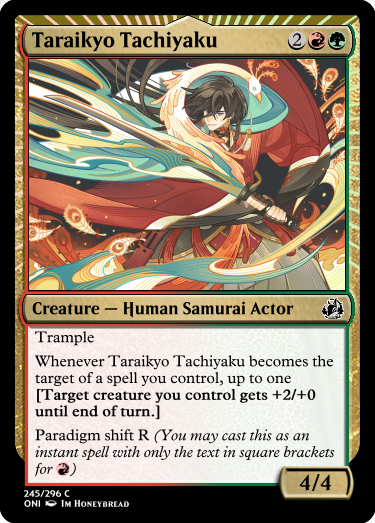 Taraikyo Tachiyaku 2RG
Creature — Human Samurai Actor
Trample
Whenever Taraikyo Tachiyaku becomes the
target of a spell you control, up to one
[Target creature you control gets +2/+0
until end of turn.]
Paradigm shift R (You may cast this as an
instant spell with only the text in square brackets
for R)
4/4
245/296 C
ONI Im Honeybread